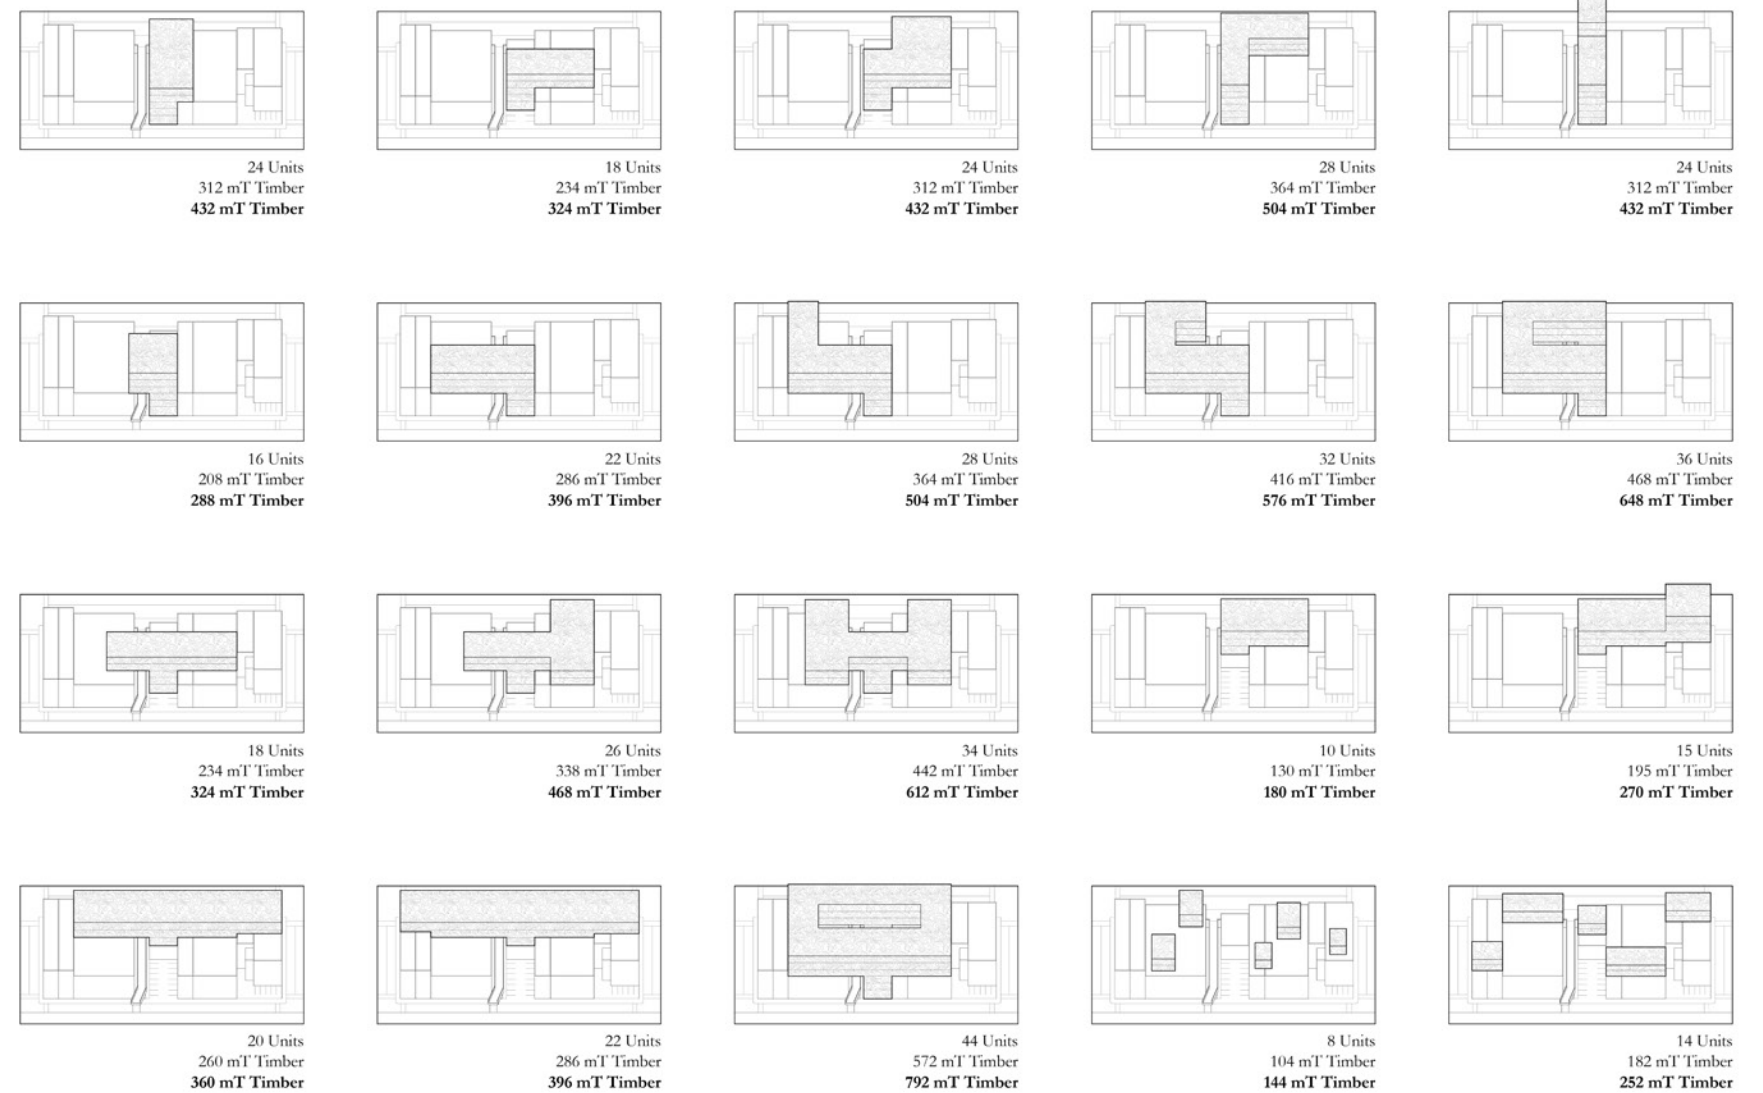 24 Units
312 mT Timber
432 mT Timber
18 Units
234 mT Timber
324 mT Timber
24 Units
312 mT Timber
432 mT Timber
28 Units
364 mT Timber
504 mT Timber
24 Units
312 mT Timber
432 mT Timber
16 Units
208 mT Timber
288 mT Timber
22 Units
286 mT Timber
396 mT Timber
28 Units
364 mT Timber
504 mT Timber
32 Units
416 mT Timber
576 mT Timber
36 Units
468 mT Timber
648 mT Timber
18 Units
234 mT Timber
324 mT Timber
26 Units
338 mT Timber
468 mT Timber
34 Units
442 mT Timber
612 mT Timber
10 Units
130 mT Timber
180 mT Timber
15 Units
195 mT Timber
270 mT Timber
20 Units
260 mT Timber
360 mT Timber
22 Units
286 mT Timber
396 mT Timber
44 Units
572 mT Timber
792 mT Timber
8 Units
104 mT Timber
144 mT Timber
14 Units
182 mT Timber
252 mT Timber